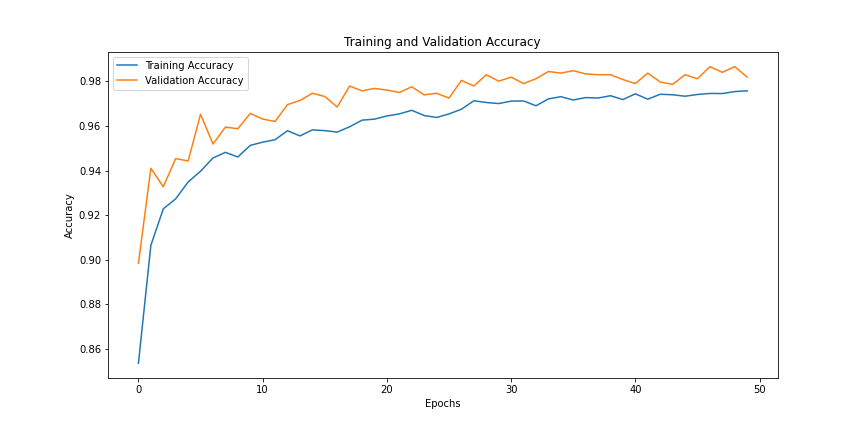 Training and Validation Accuracy
Training Accuracy
Validation Accuracy
0.98
0.96
0.94
0.92
0.90
0.88
0.86
Accuracy
0 10 20 30 40 50
Epochs